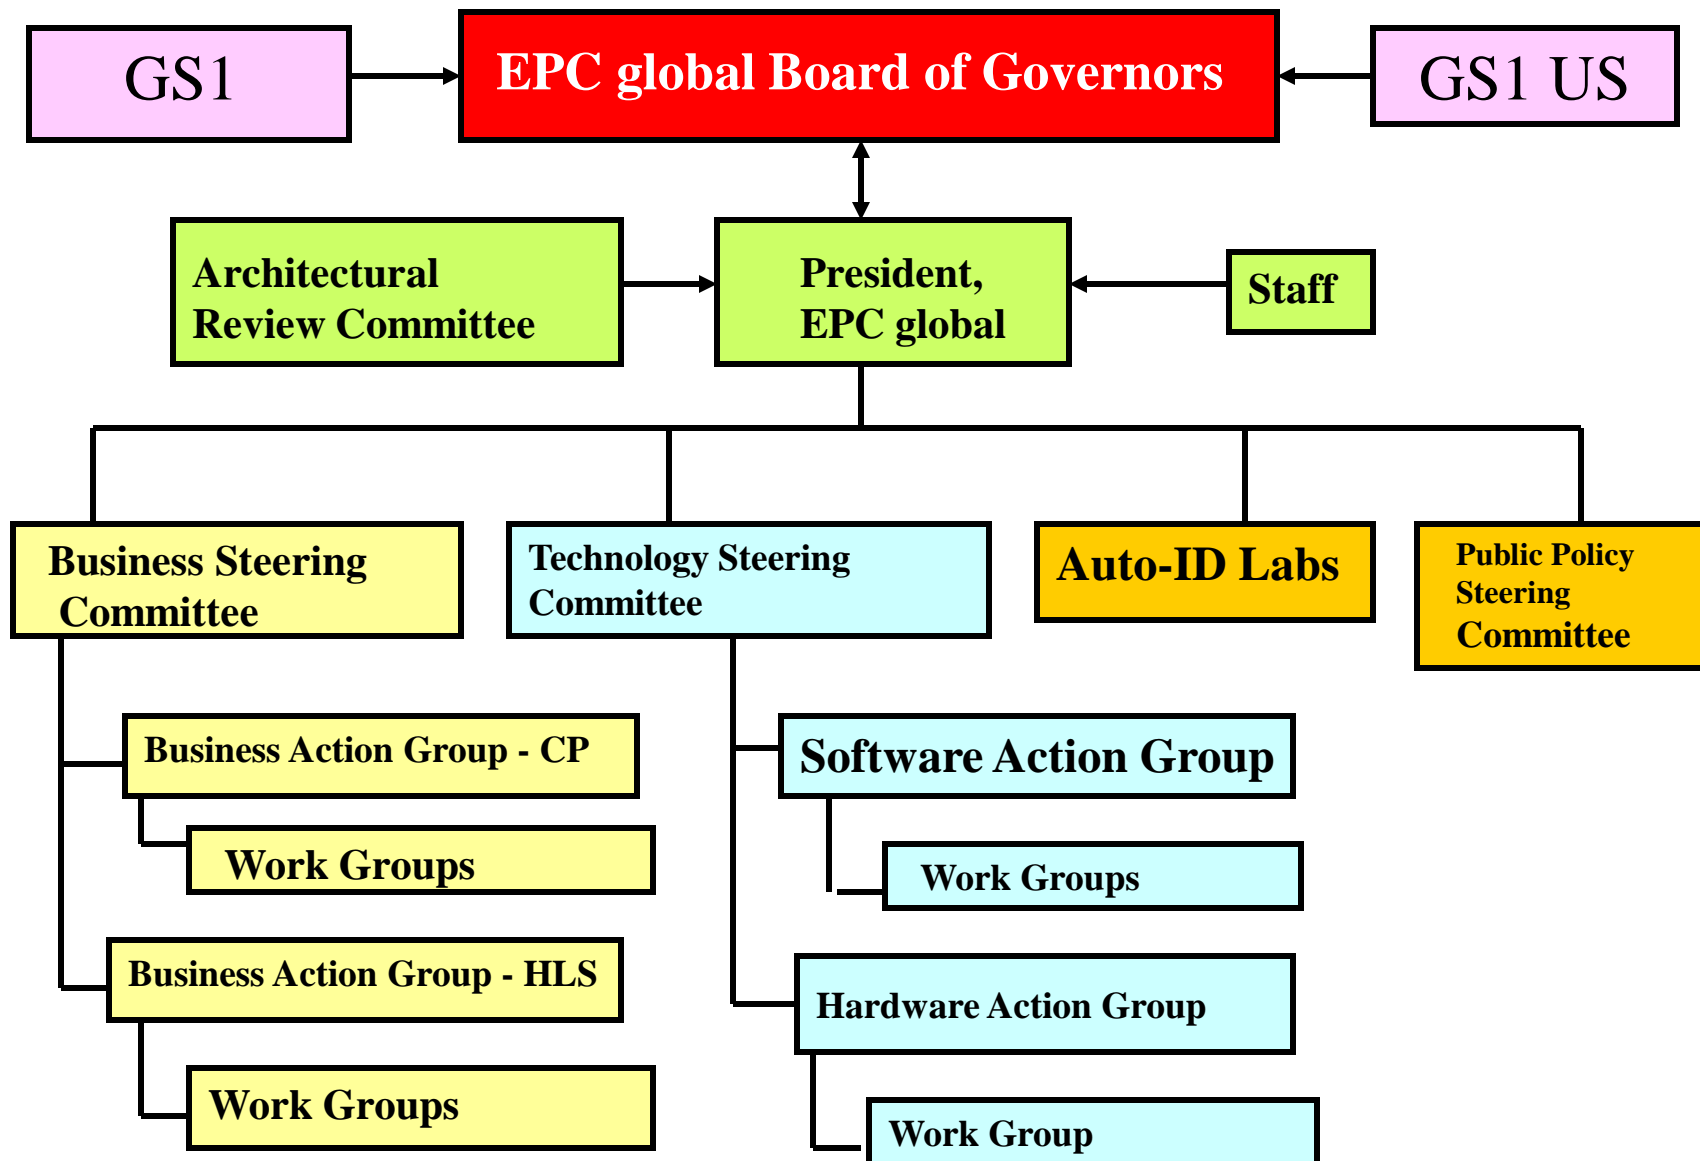 GS1
EPC global Board of Governors
GS1 US
Architectural
Review Committee
President,
EPC global
Staff
Business Steering
Committee
Technology Steering
Committee
Auto-ID Labs
Public Policy
Steering
Committee
Business Action Group - CP
Work Groups
Business Action Group - HLS
Work Groups
Software Action Group
Work Groups
Hardware Action Group
Work Group